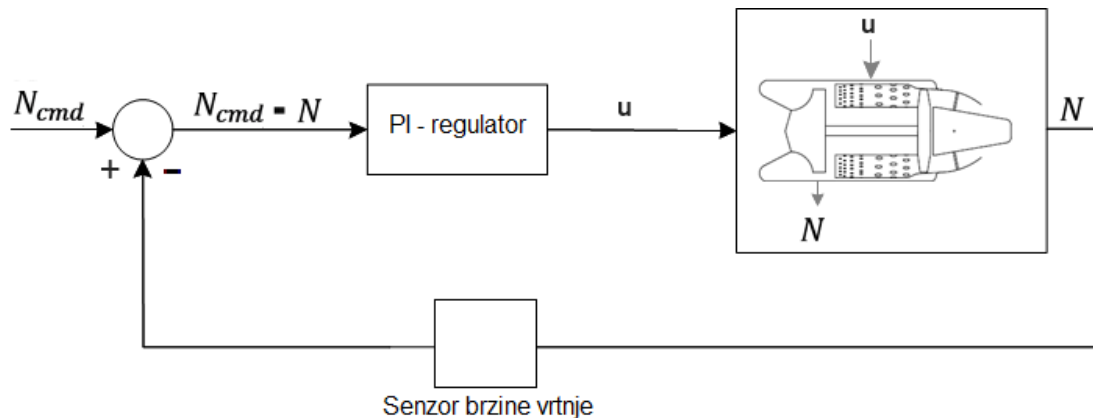 u
N_cmd
N_cmd - N
PI - regulator
u
N
+
-
N
Senzor brzine vrtnje